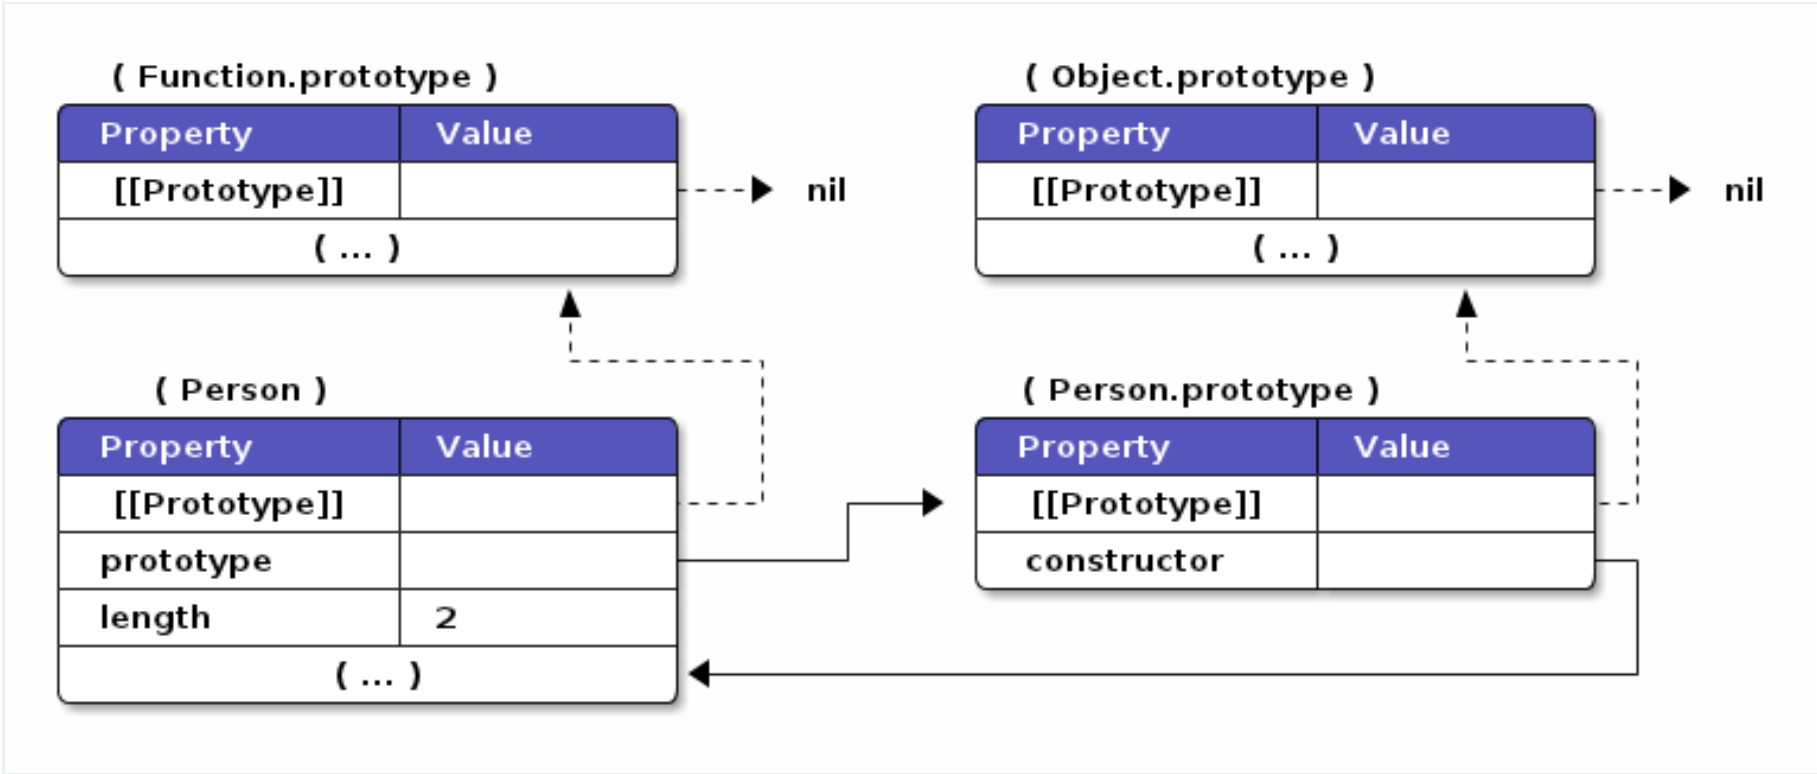 ( Function.prototype )
Property Value
[[Prototype]]
( ... )
nil
( Object.prototype )
Property Value
[[Prototype]]
( ... )
nil
( Person )
Property Value
[[Prototype]]
prototype
length 2
( ... )
( Person.prototype )
Property Value
[[Prototype]]
constructor